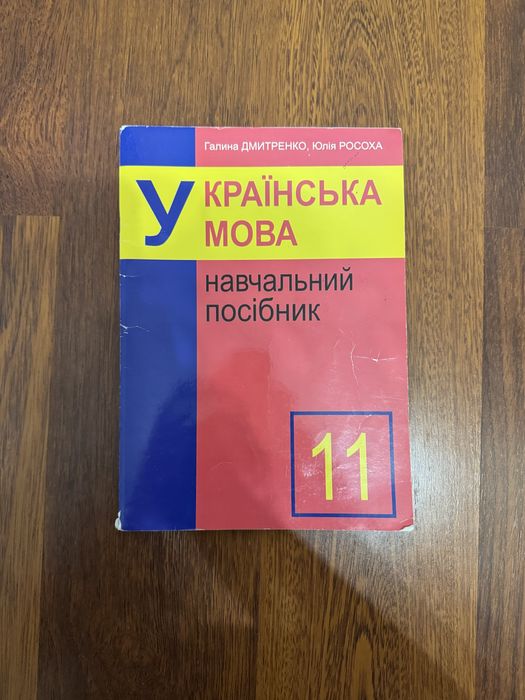 Галина ДМИТРЕНКО, Юлія РОСОХА
УКРАЇНСЬКА
МОВА
навчальний
посібник
11